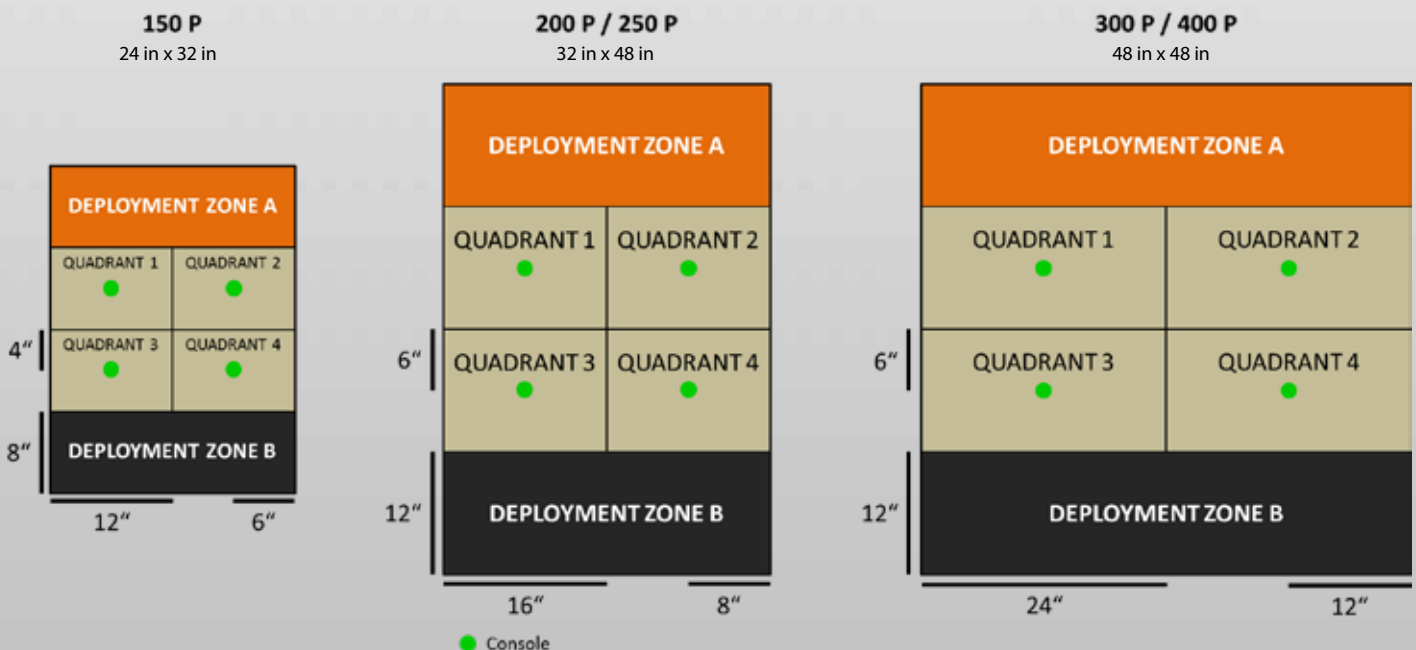 150 P
24 in x 32 in
DEPLOYMENT ZONE A
QUADRANT 1
QUADRANT 2
QUADRANT 3
QUADRANT 4
4“
8“
DEPLOYMENT ZONE B
12“
6“
200 P / 250 P
32 in x 48 in
DEPLOYMENT ZONE A
QUADRANT 1
QUADRANT 2
QUADRANT 3
QUADRANT 4
6“
12“
DEPLOYMENT ZONE B
16“
8“
300 P / 400 P
48 in x 48 in
DEPLOYMENT ZONE A
QUADRANT 1
QUADRANT 2
QUADRANT 3
QUADRANT 4
6“
12“
DEPLOYMENT ZONE B
24“
12“
Console